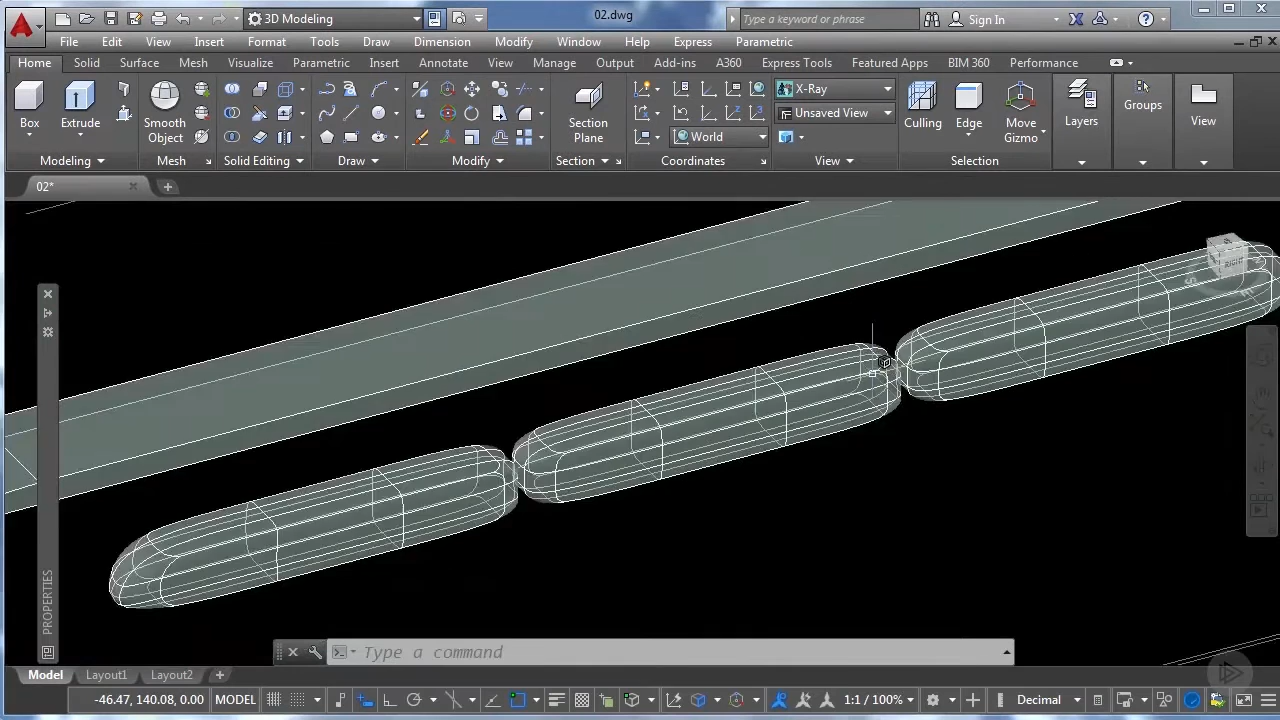 3D Modeling
02.dwg
Type a keyword or phrase
Sign In
File Edit View Insert Format Tools Draw Dimension Modify Window Help Express Parametric
Home Solid Surface Mesh Visualize Parametric Insert Annotate View Manage Output Add-ins A360 Express Tools Featured Apps BIM 360 Performance
Box
Extrude
Smooth
Object
Section
Plane
World
X-Ray
Unsaved View
Culling
Edge
Move
Gizmo
Layers
Groups
View
Modeling
Mesh
Solid Editing
Draw
Modify
Section
Coordinates
View
Selection
02*
RIGHT
PROPERTIES
Type a command
Model Layout1 Layout2
-46.47, 140.08, 0.00 MODEL
1:1 / 100%
Decimal